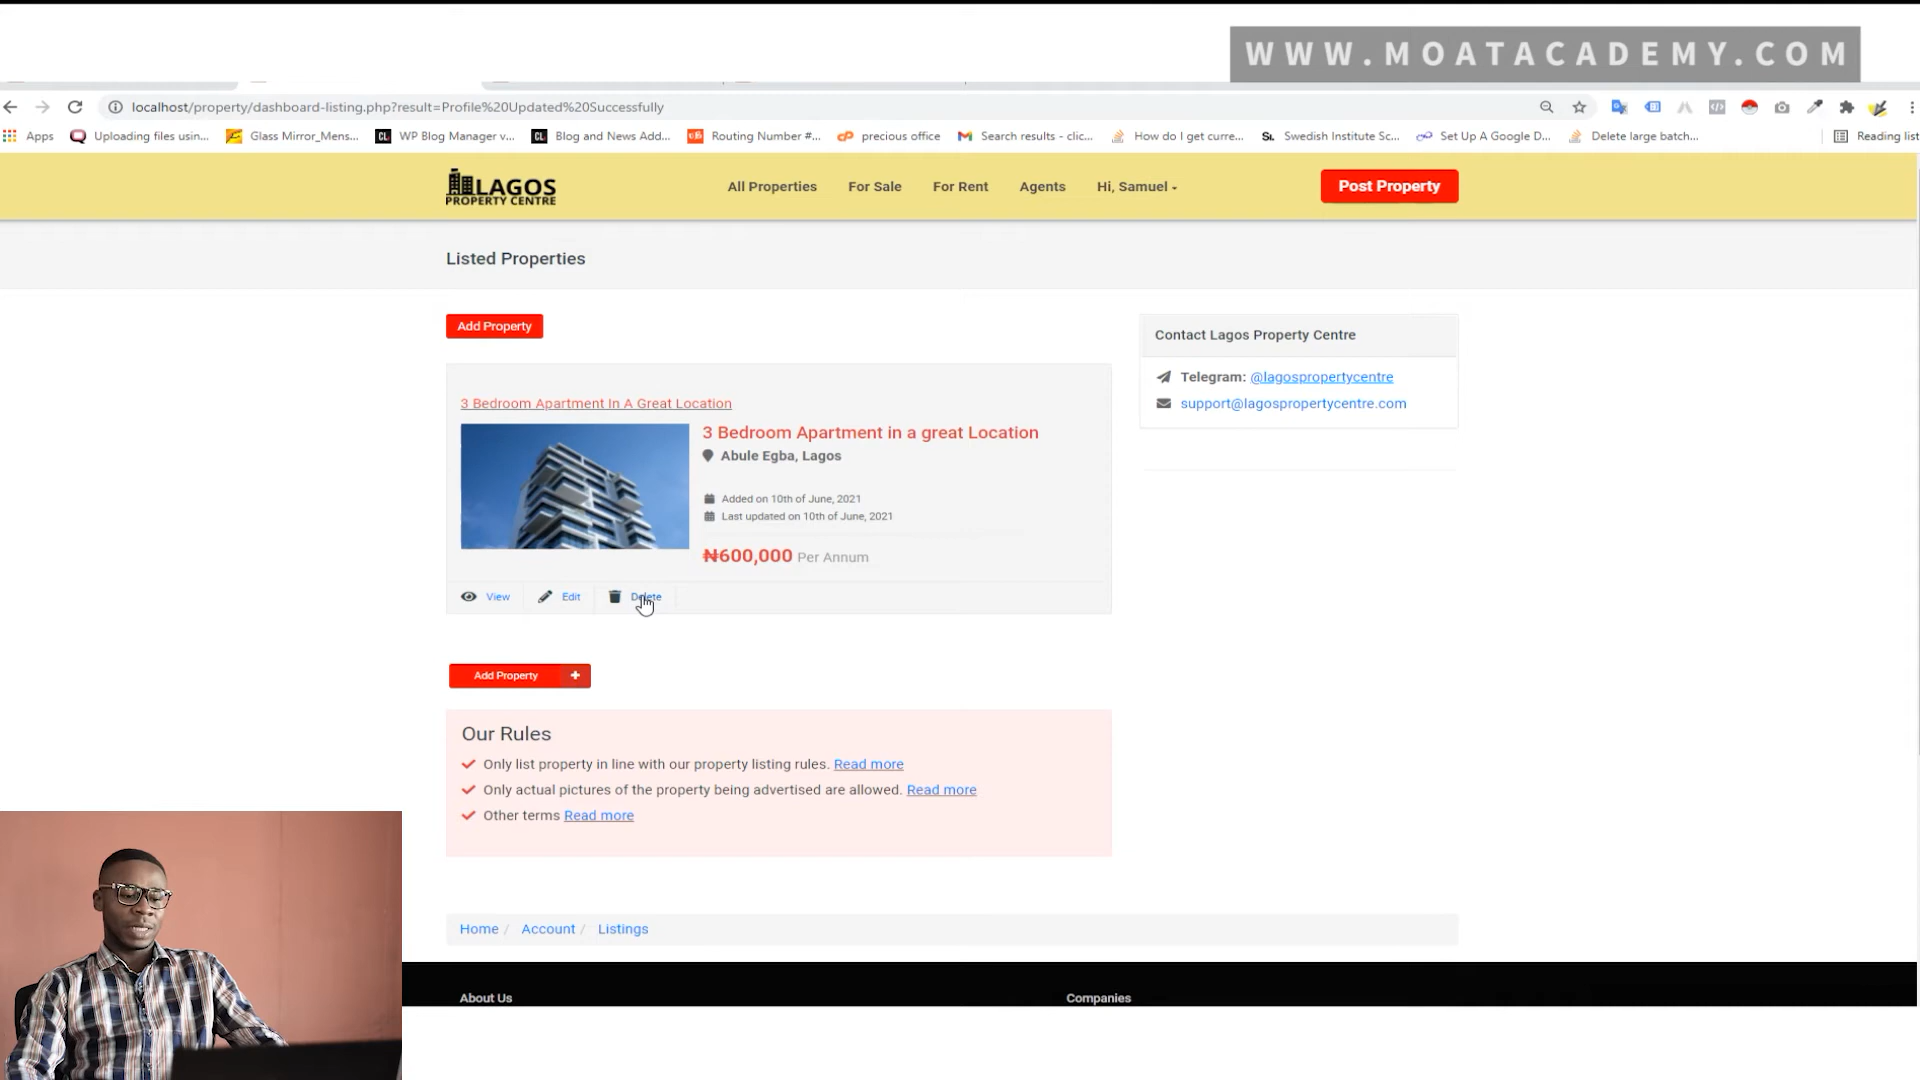 WWW.MOATACADEMY.COM
localhost/property/dashboard-listing.php?result=Profile%20Updated%20Successfully
Apps
Uploading files usin...
Glass Mirror_Mens...
CL WP Blog Manager v...
CL Blog and News Add...
Routing Number #...
cP precious office
Search results - clic...
How do I get curre...
Si. Swedish Institute Sc...
Set Up A Google D...
Delete large batch...
Reading list
LAGOS
PROPERTY CENTRE
All Properties
For Sale
For Rent
Agents
Hi, Samuel
Post Property
Listed Properties
Add Property
3 Bedroom Apartment In A Great Location
3 Bedroom Apartment in a great Location
Abule Egba, Lagos
Added on 10th of June, 2021
Last updated on 10th of June, 2021
₦600,000 Per Annum
View
Edit
Delete
Contact Lagos Property Centre
Telegram: @lagospropertycentre
support@lagospropertycentre.com
Add Property +
Our Rules
Only list property in line with our property listing rules. Read more
Only actual pictures of the property being advertised are allowed. Read more
Other terms Read more
Home / Account / Listings
About Us
Companies